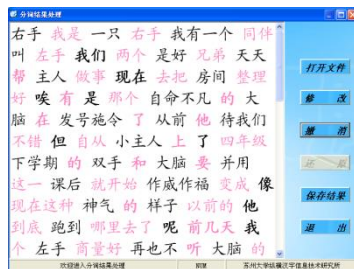 分词结果处理
右手 我是 一只 右手 我有一个 同伴
叫 左手 我们 两个 是好 兄弟 天天
帮 主人 做事 现在 去把 房间 整理
好 唉 有 是 那个 自命不凡 的 大
脑 在 发号施令 了 从前 他 待我们
不错 但 自从 小主人 上 了 四年级
下学期 的 双手 和 大脑 要 并用
这一 课后 就开始 作威作福 变成 像
现在这种 神气 的 样子 以前的 他
到底 跑到 哪里去了 呢 前几天 我
个 左手 商量好 再也不 听 大脑 的
打开文件
修 改
撤 消
保存结果
退 出
欢迎进入分词结果处理 NUM 苏州大学纵横汉字信息技术研究所